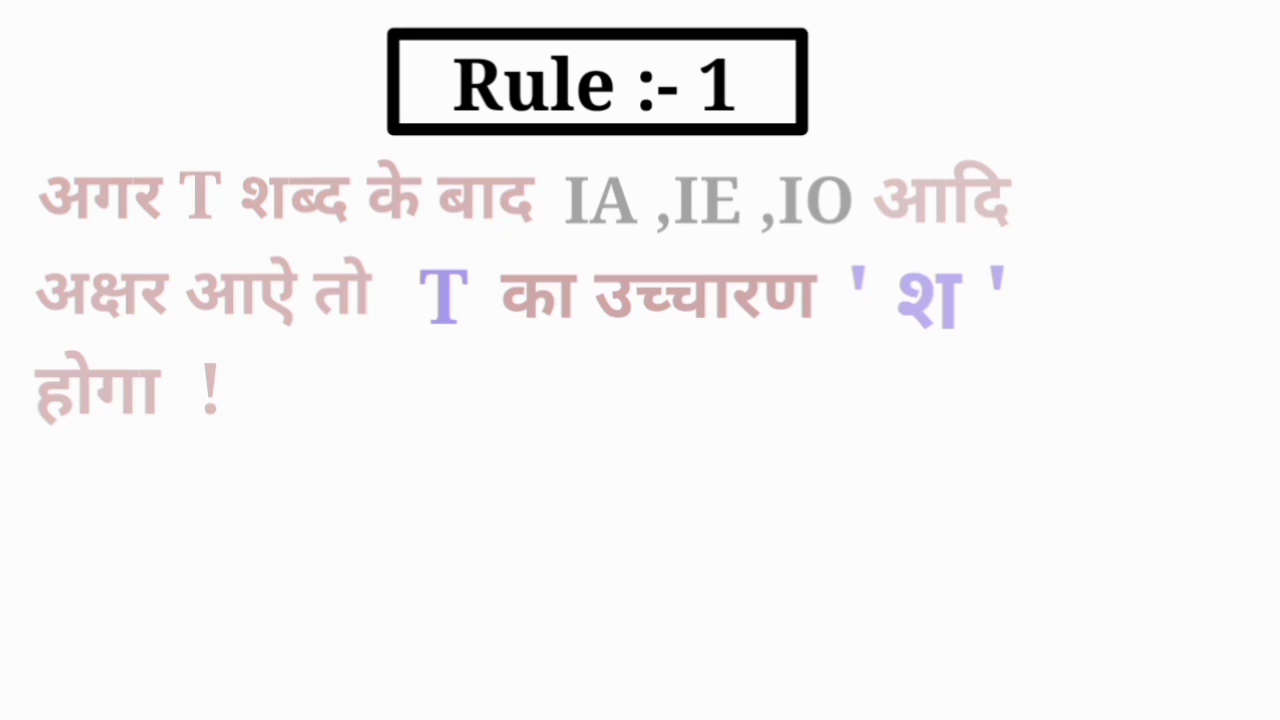 Rule :- 1
अगर T शब्द के बाद IA ,IE ,IO आदि
अक्षर आऐ तो T का उच्चारण ' श '
होगा !